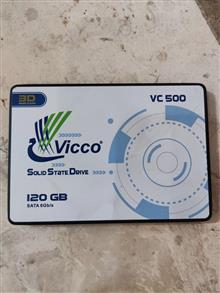 3D
VC 500
Vicco
SOLID STATE DRIVE
120 GB
SATA 6Gb/s